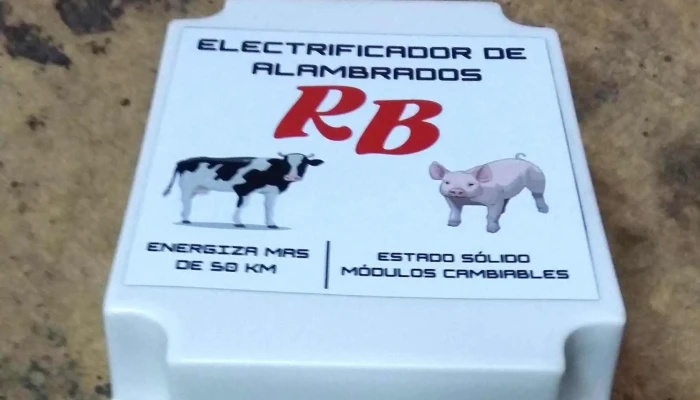 ELECTRIFICADOR DE
ALAMBRADOS
RB
ENERGIZA MAS
DE 50 KM
ESTADO SÓLIDO
MÓDULOS CAMBIABLES